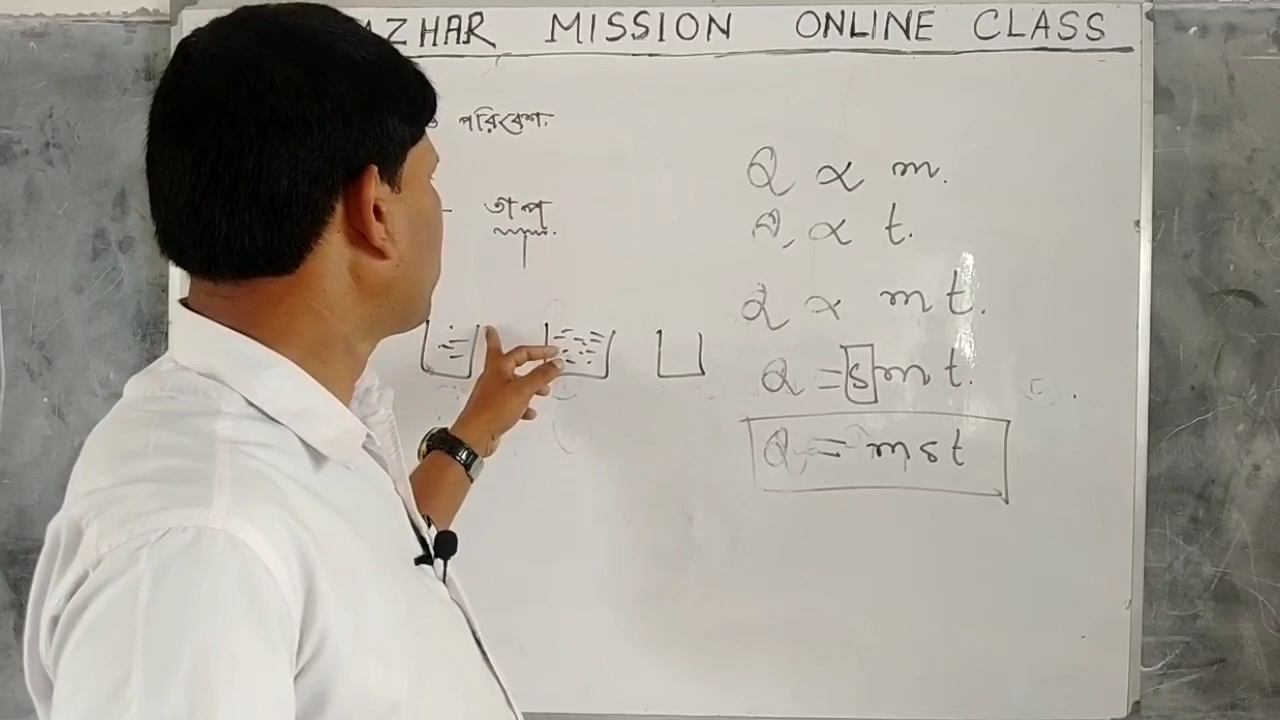 AZHAR MISSION ONLINE CLASS
ও পরিবেশ.
- তাপ
Q ∝ m.
Q ∝ t.
Q ∝ m t.
Q = s m t.
Q = m s t